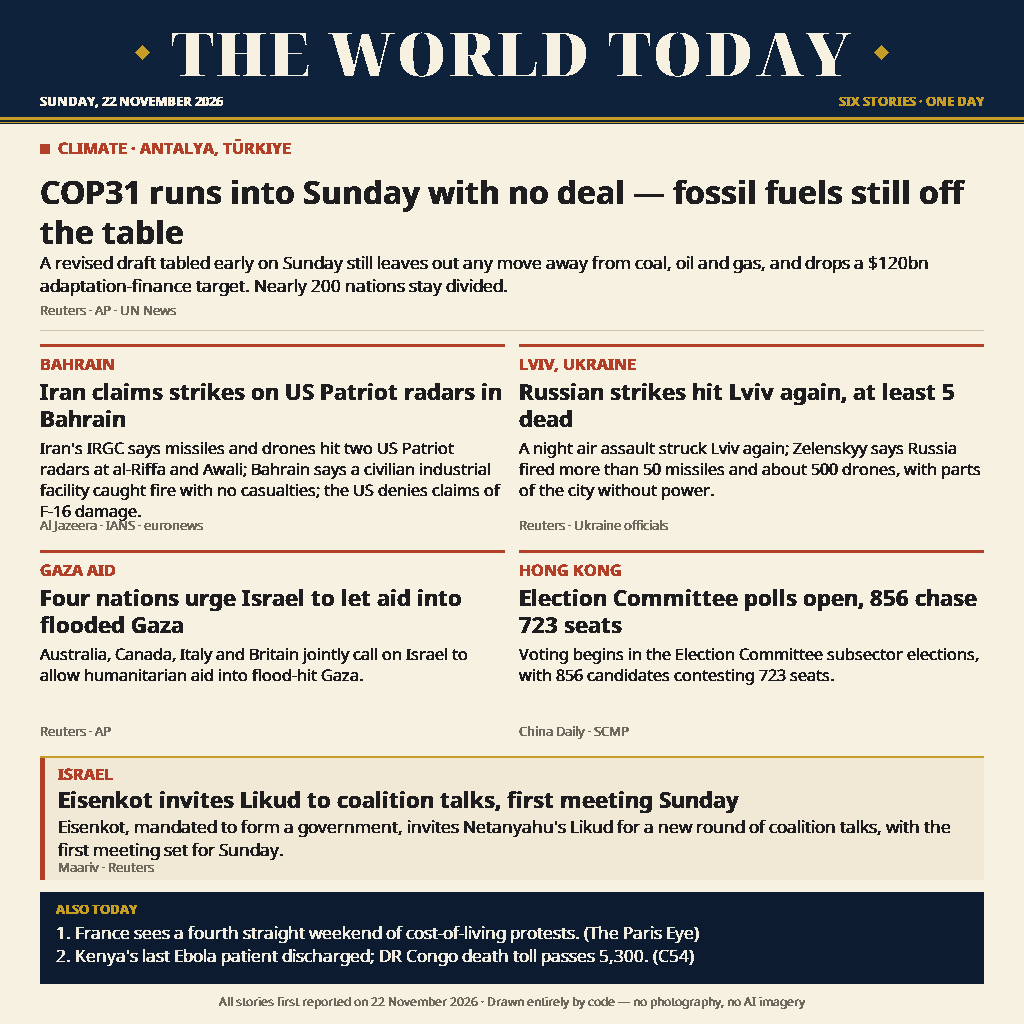 THE WORLD TODAY
SUNDAY, 22 NOVEMBER 2026
SIX STORIES · ONE DAY
CLIMATE · ANTALYA, TÜRKIYE
COP31 runs into Sunday with no deal — fossil fuels still off
the table
A revised draft tabled early on Sunday still leaves out any move away from coal, oil and gas, and drops a $120bn
adaptation-finance target. Nearly 200 nations stay divided.
Reuters · AP · UN News
BAHRAIN
Iran claims strikes on US Patriot radars in
Bahrain
Iran's IRGC says missiles and drones hit two US Patriot
radars at al-Riffa and Awali; Bahrain says a civilian industrial
facility caught fire with no casualties; the US denies claims of
F-16 damage.
Al Jazeera · IANS · euronews
LVIV, UKRAINE
Russian strikes hit Lviv again, at least 5
dead
A night air assault struck Lviv again; Zelenskyy says Russia
fired more than 50 missiles and about 500 drones, with parts
of the city without power.
Reuters · Ukraine officials
GAZA AID
Four nations urge Israel to let aid into
flooded Gaza
Australia, Canada, Italy and Britain jointly call on Israel to
allow humanitarian aid into flood-hit Gaza.
Reuters · AP
HONG KONG
Election Committee polls open, 856 chase
723 seats
Voting begins in the Election Committee subsector elections,
with 856 candidates contesting 723 seats.
China Daily · SCMP
ISRAEL
Eisenkot invites Likud to coalition talks, first meeting Sunday
Eisenkot, mandated to form a government, invites Netanyahu's Likud for a new round of coalition talks, with the
first meeting set for Sunday.
Maariv · Reuters
ALSO TODAY
1. France sees a fourth straight weekend of cost-of-living protests. (The Paris Eye)
2. Kenya's last Ebola patient discharged; DR Congo death toll passes 5,300. (C54)
All stories first reported on 22 November 2026 · Drawn entirely by code — no photography, no AI imagery